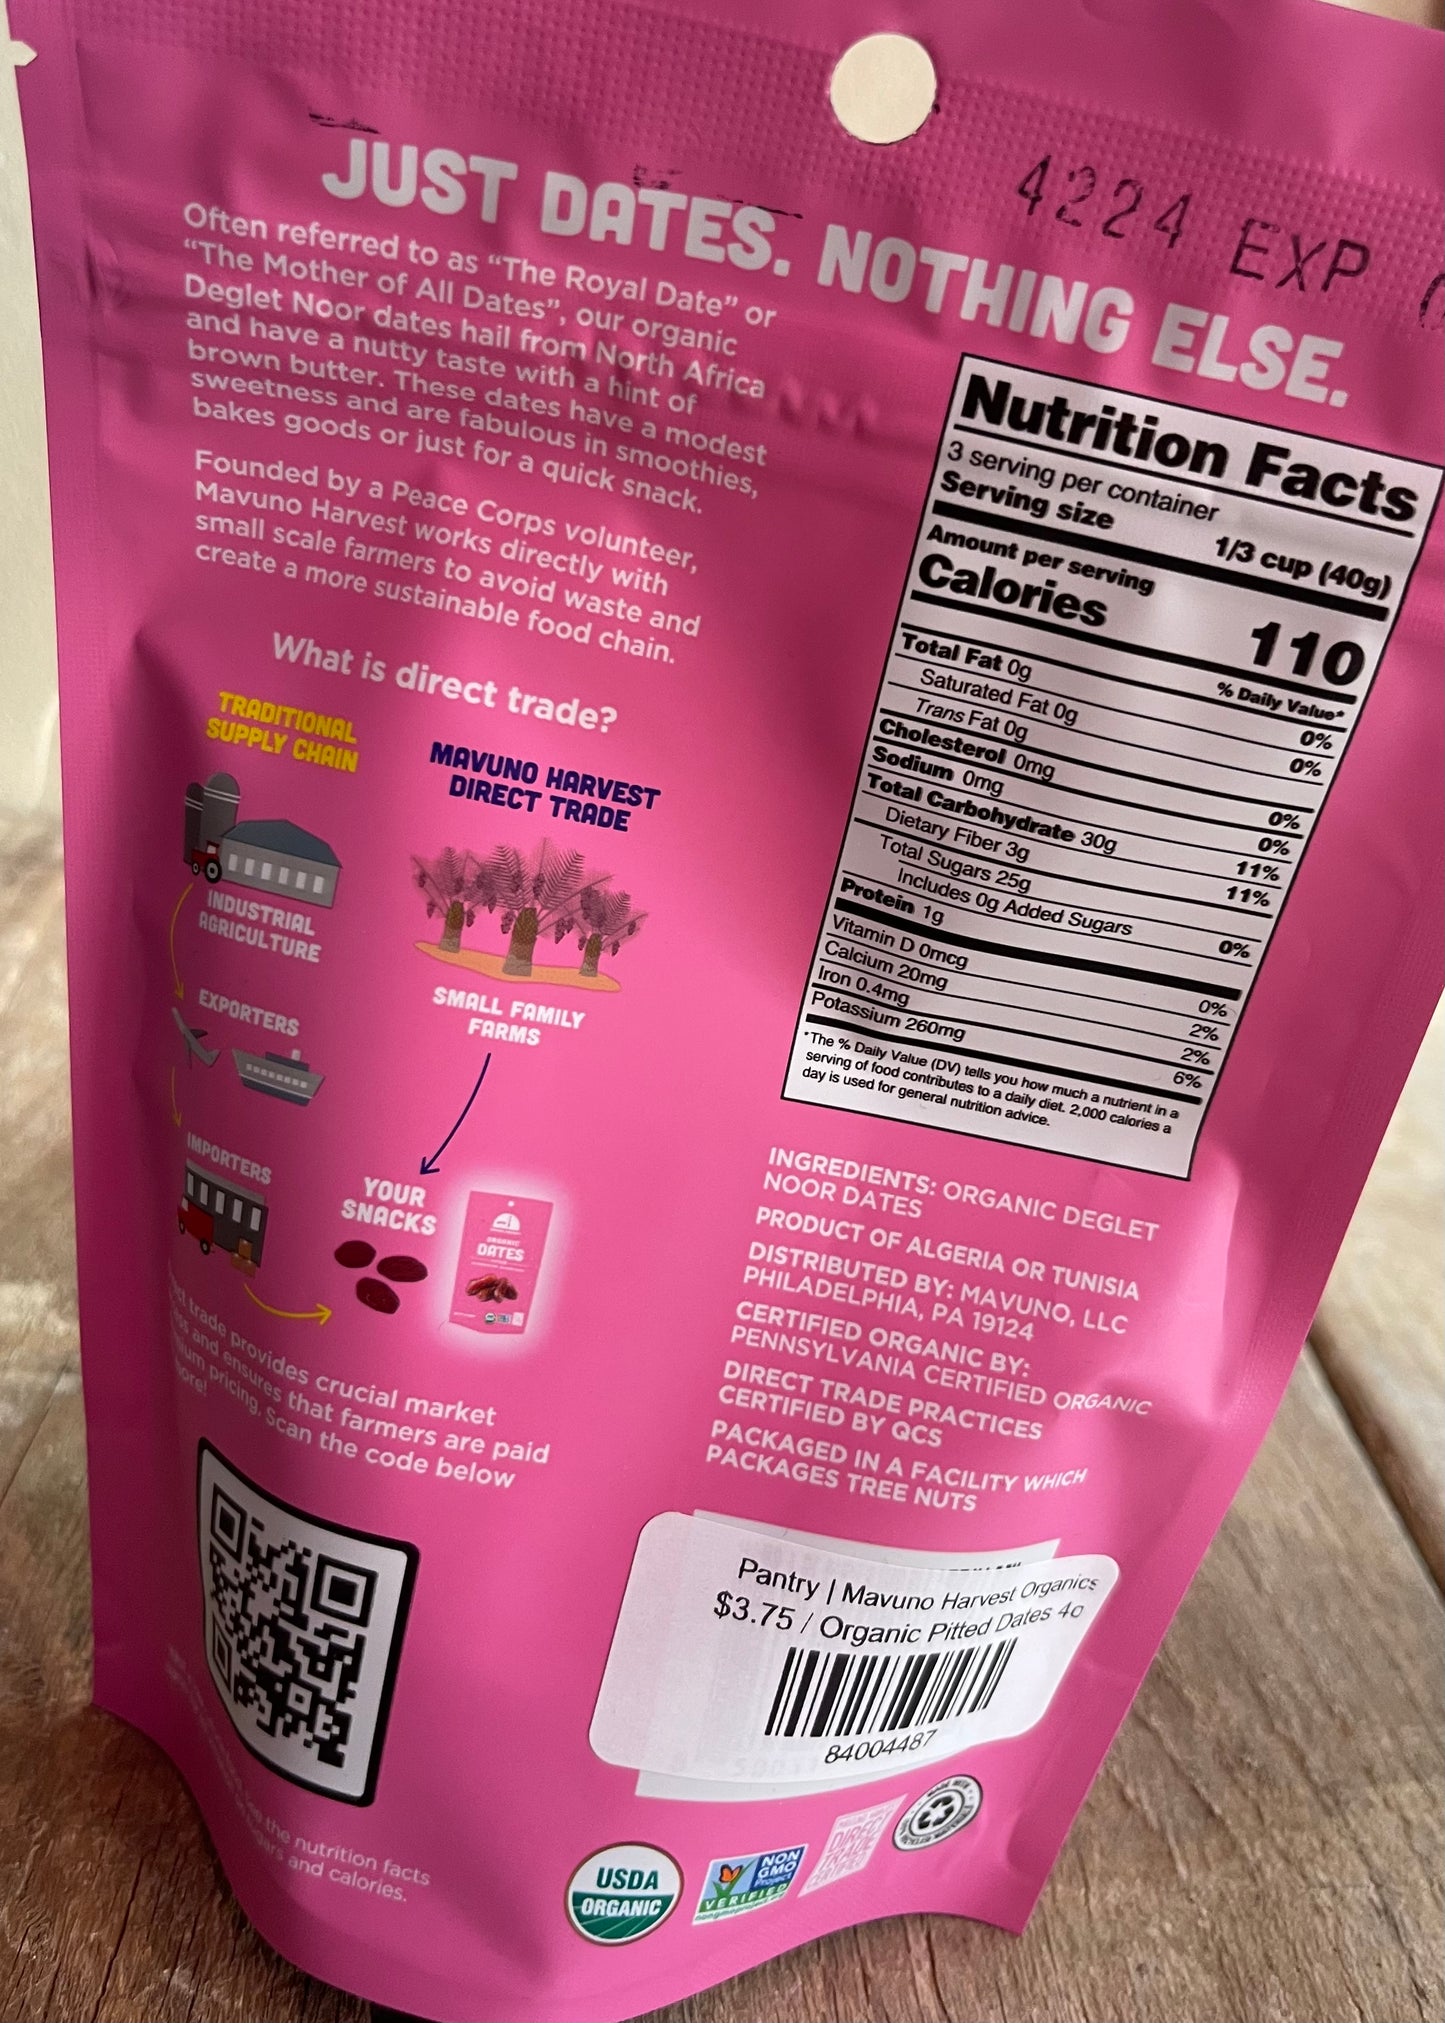 4224 EXP
JUST DATES. NOTHING ELSE.
Often referred to as “The Royal Date” or
“The Mother of All Dates”, our organic
Deglet Noor dates hail from North Africa
and have a nutty taste with a hint of
brown butter. These dates have a modest
sweetness and are fabulous in smoothies,
bakes goods or just for a quick snack.
Founded by a Peace Corps volunteer,
Mavuno Harvest works directly with
small scale farmers to avoid waste and
create a more sustainable food chain.
What is direct trade?
TRADITIONAL
SUPPLY CHAIN
INDUSTRIAL
AGRICULTURE
EXPORTERS
IMPORTERS
MAVUNO HARVEST
DIRECT TRADE
SMALL FAMILY
FARMS
YOUR
SNACKS
ORGANIC
DATES
trade provides crucial market
and ensures that farmers are paid
pricing. Scan the code below
the nutrition facts
and calories.
Nutrition Facts
3 serving per container
Serving size 1/3 cup (40g)
Amount per serving
Calories 110
% Daily Value*
Total Fat 0g 0%
Saturated Fat 0g 0%
Trans Fat 0g
Cholesterol 0mg 0%
Sodium 0mg 0%
Total Carbohydrate 30g 11%
Dietary Fiber 3g 11%
Total Sugars 25g
Includes 0g Added Sugars 0%
Protein 1g
Vitamin D 0mcg 0%
Calcium 20mg 2%
Iron 0.4mg 2%
Potassium 260mg 6%
*The % Daily Value (DV) tells you how much a nutrient in a
serving of food contributes to a daily diet. 2,000 calories a
day is used for general nutrition advice.
INGREDIENTS: ORGANIC DEGLET
NOOR DATES
PRODUCT OF ALGERIA OR TUNISIA
DISTRIBUTED BY: MAVUNO, LLC
PHILADELPHIA, PA 19124
CERTIFIED ORGANIC BY:
PENNSYLVANIA CERTIFIED ORGANIC
DIRECT TRADE PRACTICES
CERTIFIED BY QCS
PACKAGED IN A FACILITY WHICH
PACKAGES TREE NUTS
Pantry | Mavuno Harvest Organics
$3.75 / Organic Pitted Dates 4o
84004487
USDA
ORGANIC
NON
GMO
Project
VERIFIED
nongmoproject.org
DIRECT
TRADE
CERTIFIED